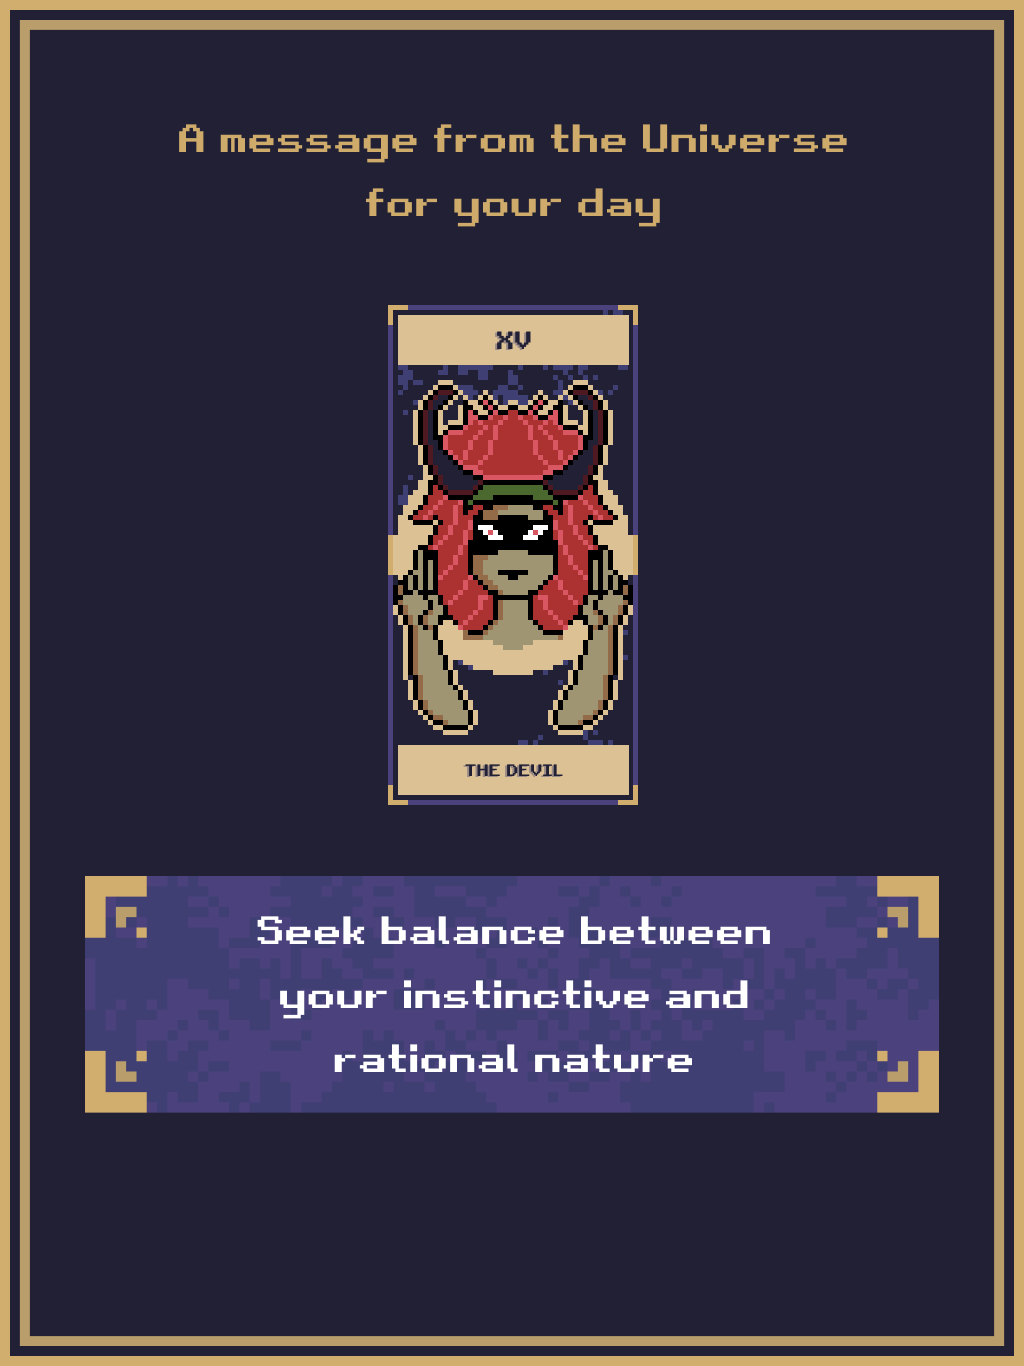 A message from the Universe
for your day
XV
THE DEVIL
Seek balance between
your instinctive and
rational nature